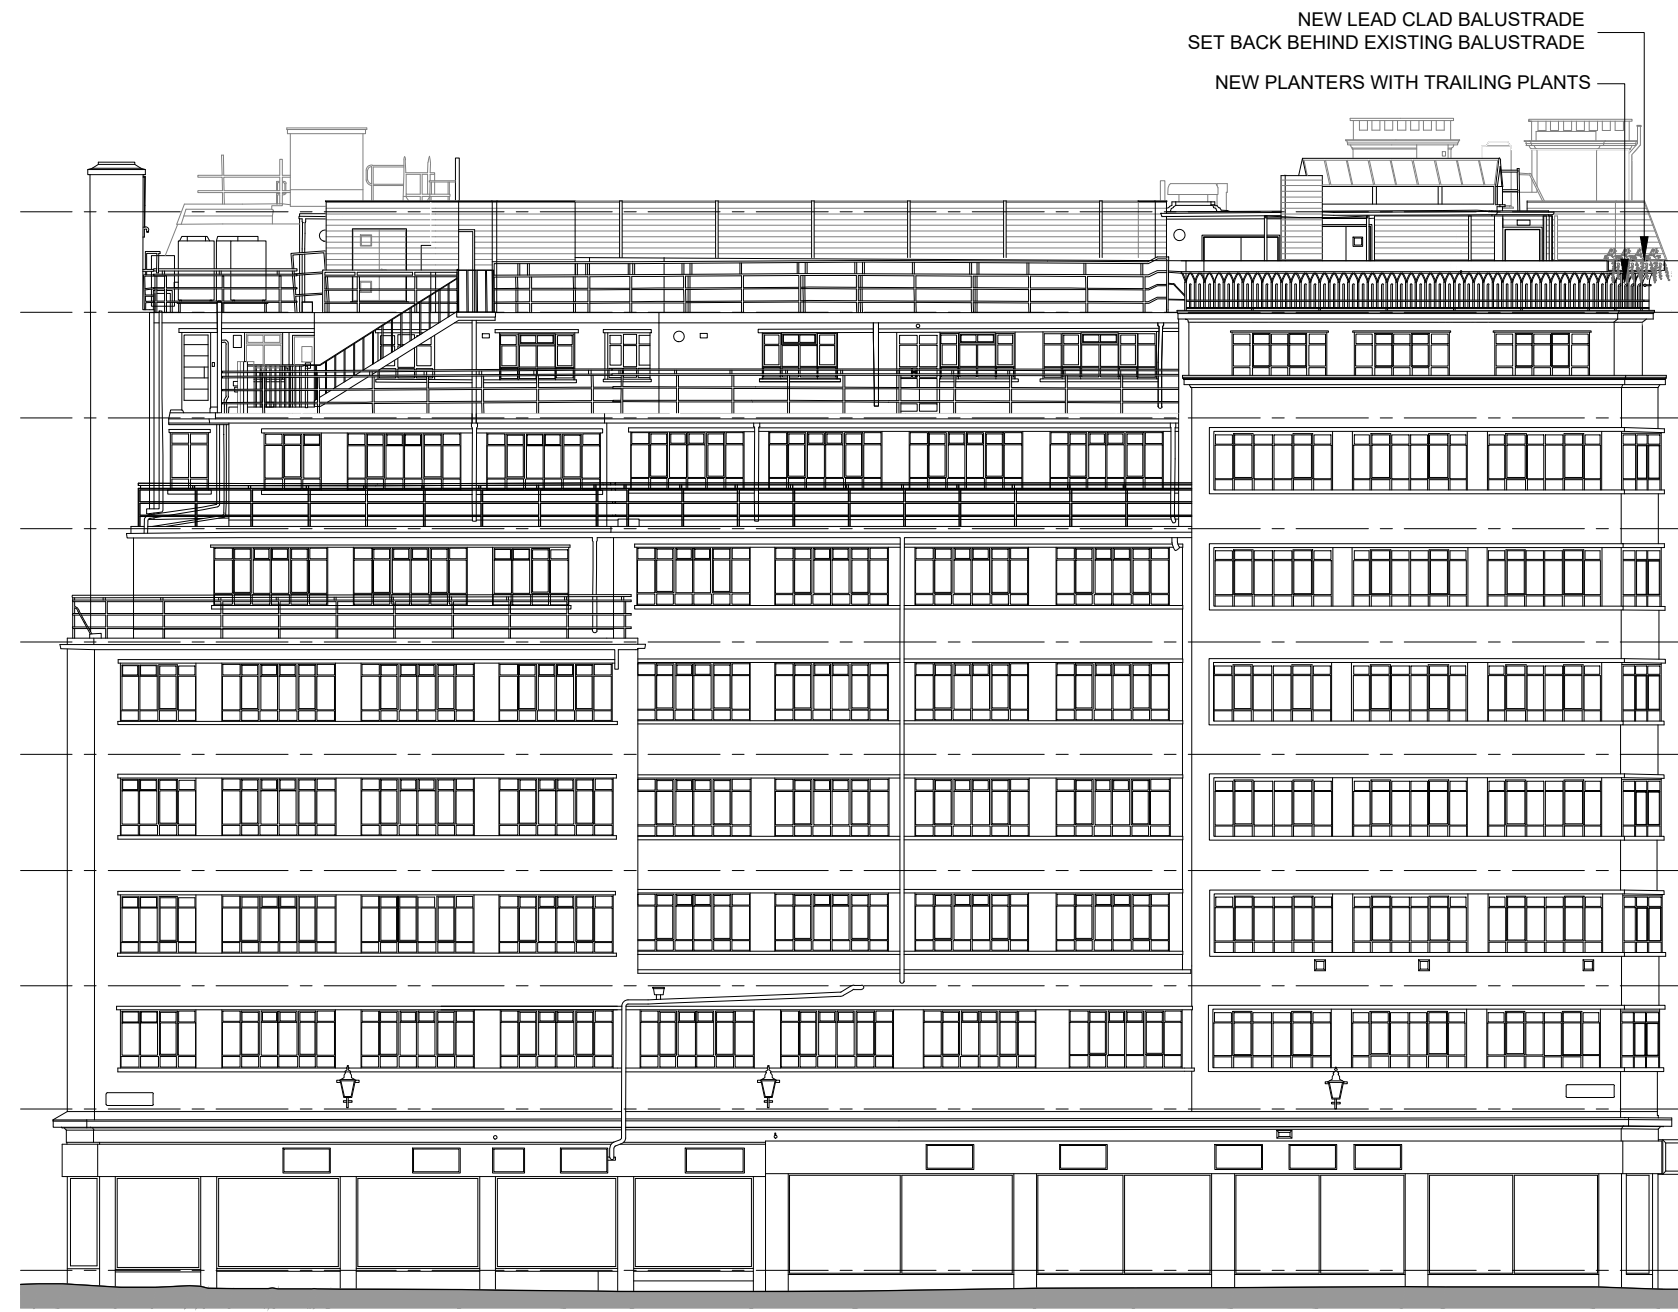 NEW LEAD CLAD BALUSTRADE
SET BACK BEHIND EXISTING BALUSTRADE
NEW PLANTERS WITH TRAILING PLANTS